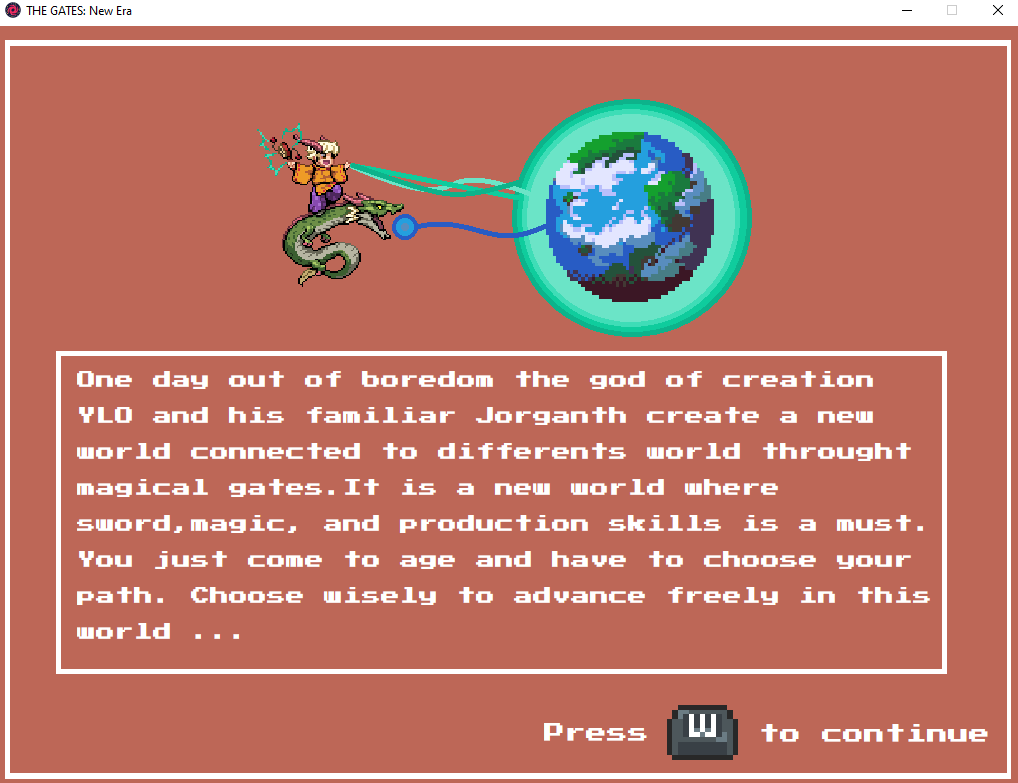 THE GATES: New Era
One day out of boredom the god of creation
YLO and his familiar Jorganth create a new
world connected to differents world throught
magical gates.It is a new world where
sword,magic, and production skills is a must.
You just come to age and have to choose your
path. Choose wisely to advance freely in this
world ...
Press W to continue